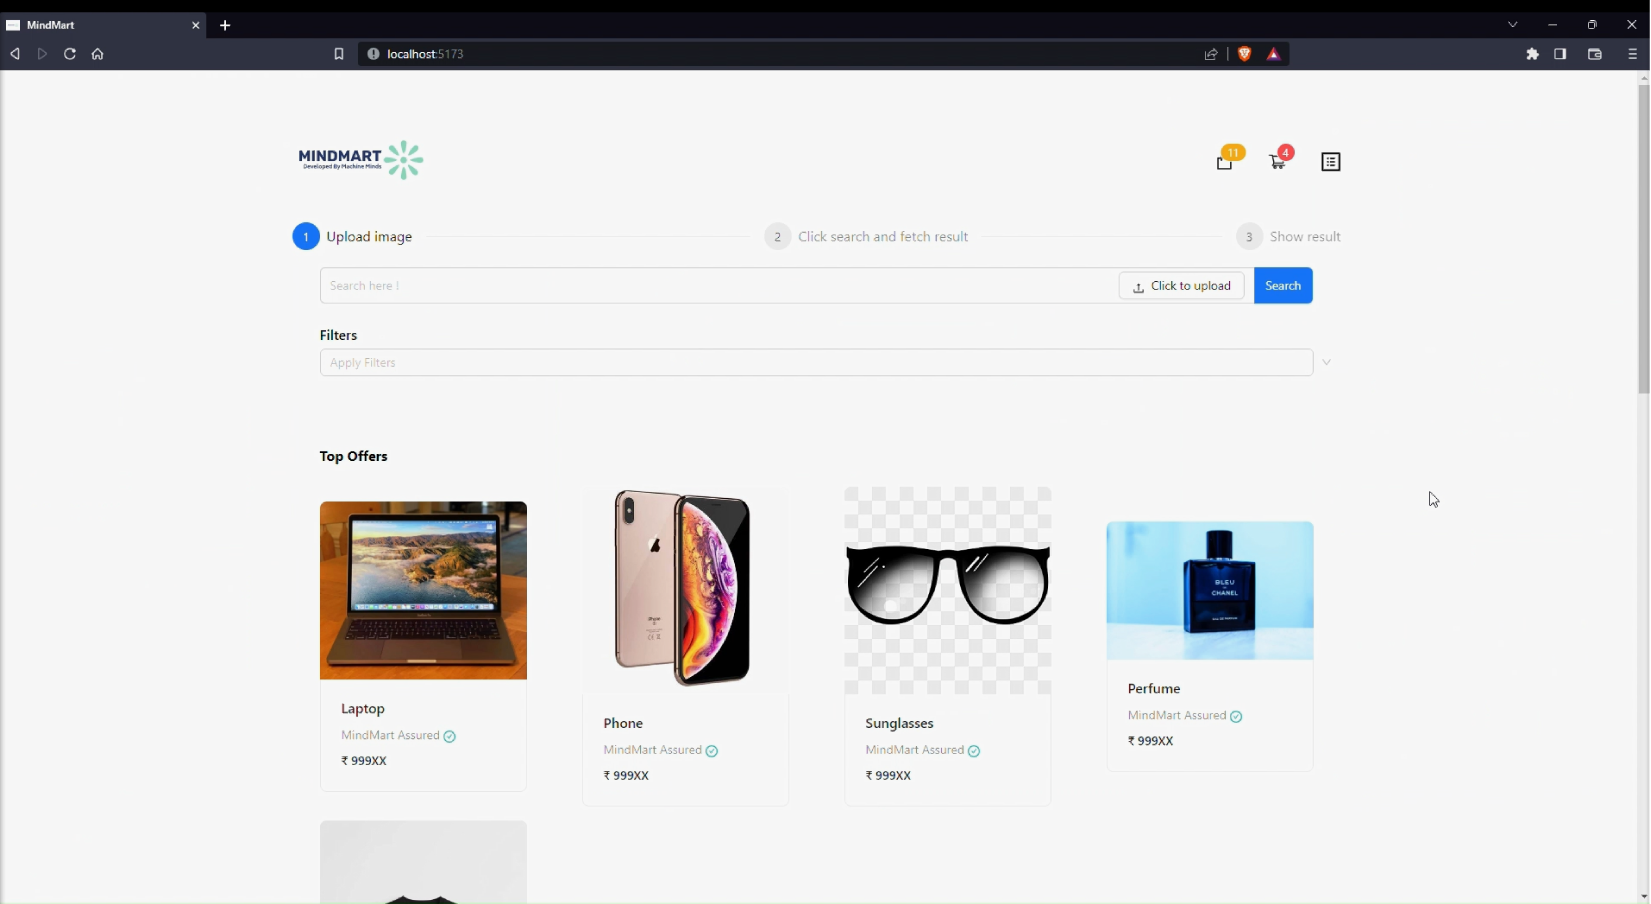 MindMart
localhost:5173
MINDMART
Developed By Machine Minds
11
4
1 Upload image
2 Click search and fetch result
3 Show result
Search here !
Click to upload
Search
Filters
Apply Filters
Top Offers
BLEU
CHANEL
Laptop
MindMart Assured
₹ 999XX
Phone
MindMart Assured
₹ 999XX
Sunglasses
MindMart Assured
₹ 999XX
Perfume
MindMart Assured
₹ 999XX